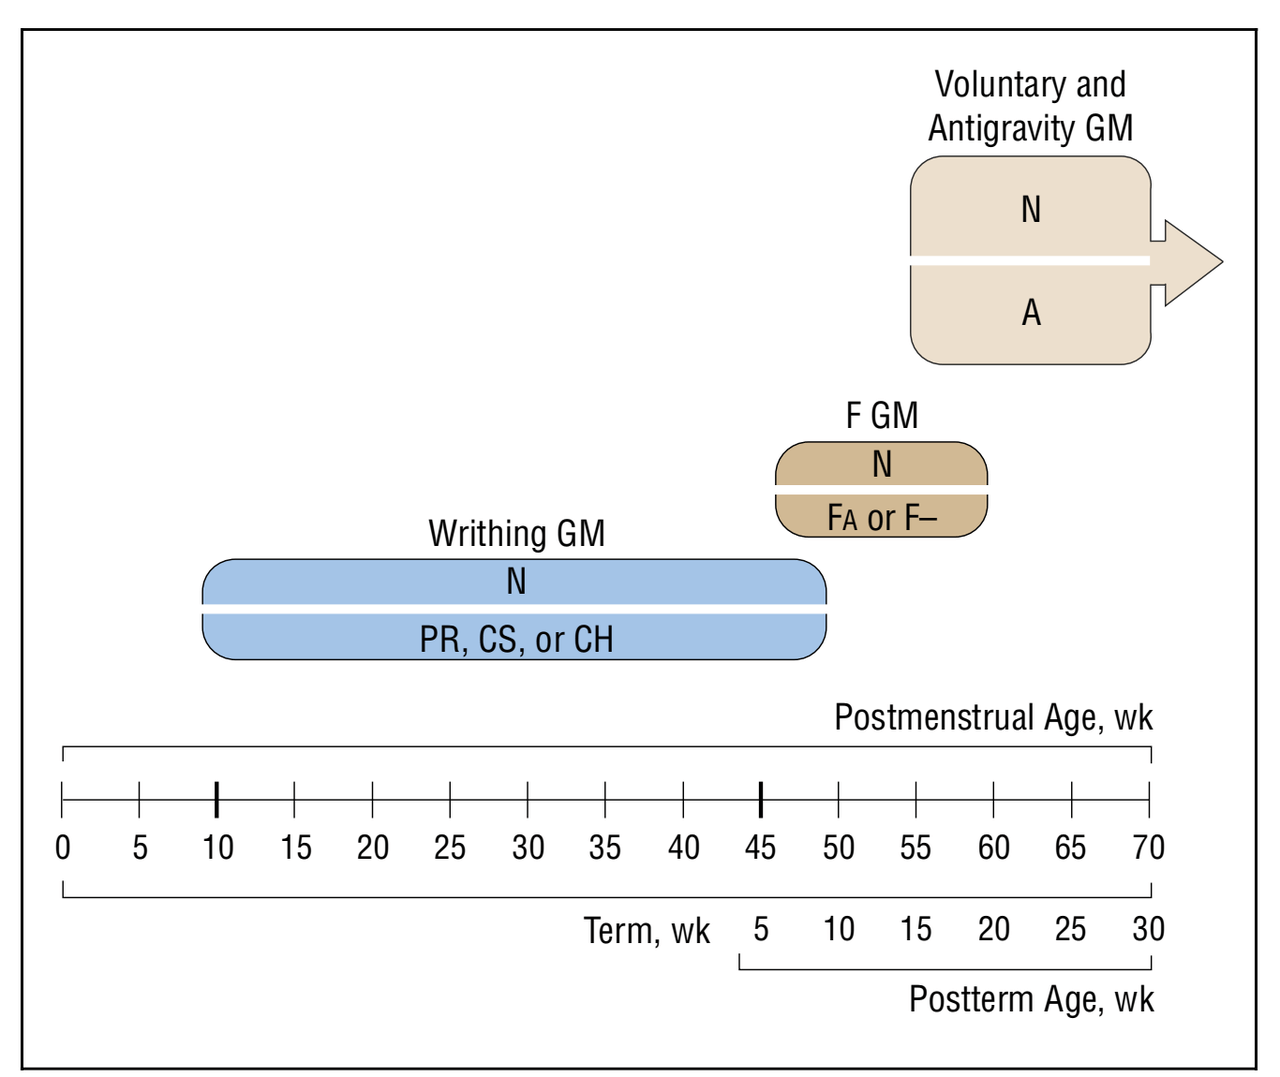 Voluntary and
Antigravity GM
N
A
F GM
N
FA or F–
Writhing GM
N
PR, CS, or CH
Postmenstrual Age, wk
0 5 10 15 20 25 30 35 40 45 50 55 60 65 70
Term, wk 5 10 15 20 25 30
Postterm Age, wk